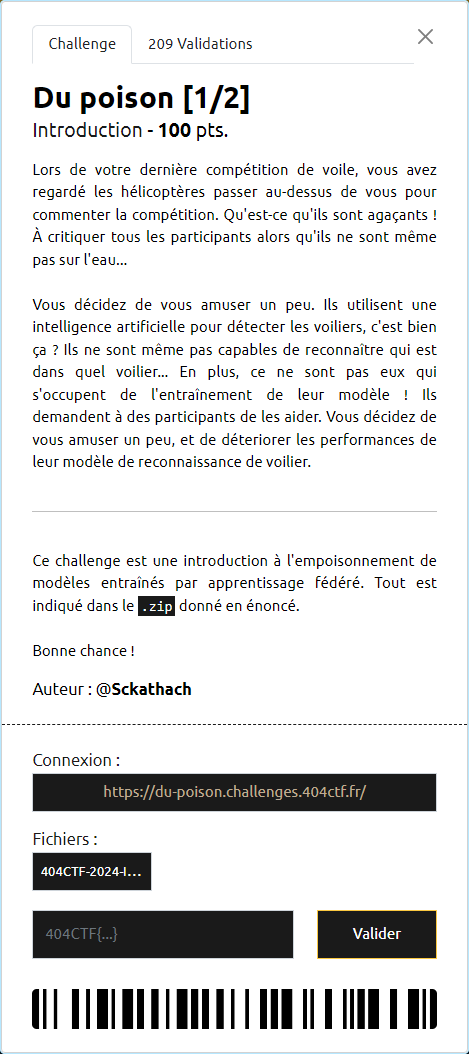 Challenge
209 Validations
Du poison [1/2]
Introduction - 100 pts.
Lors de votre dernière compétition de voile, vous avez
regardé les hélicoptères passer au-dessus de vous pour
commenter la compétition. Qu'est-ce qu'ils sont agaçants !
À critiquer tous les participants alors qu'ils ne sont même
pas sur l'eau...
Vous décidez de vous amuser un peu. Ils utilisent une
intelligence artificielle pour détecter les voiliers, c'est bien
ça ? Ils ne sont même pas capables de reconnaître qui est
dans quel voilier... En plus, ce ne sont pas eux qui
s'occupent de l'entraînement de leur modèle ! Ils
demandent à des participants de les aider. Vous décidez de
vous amuser un peu, et de déteriorer les performances de
leur modèle de reconnaissance de voilier.
Ce challenge est une introduction à l'empoisonnement de
modèles entraînés par apprentissage fédéré. Tout est
indiqué dans le .zip donné en énoncé.
Bonne chance !
Auteur : @Sckathach
Connexion :
https://du-poison.challenges.404ctf.fr/
Fichiers :
404CTF-2024-I...
404CTF{...}
Valider